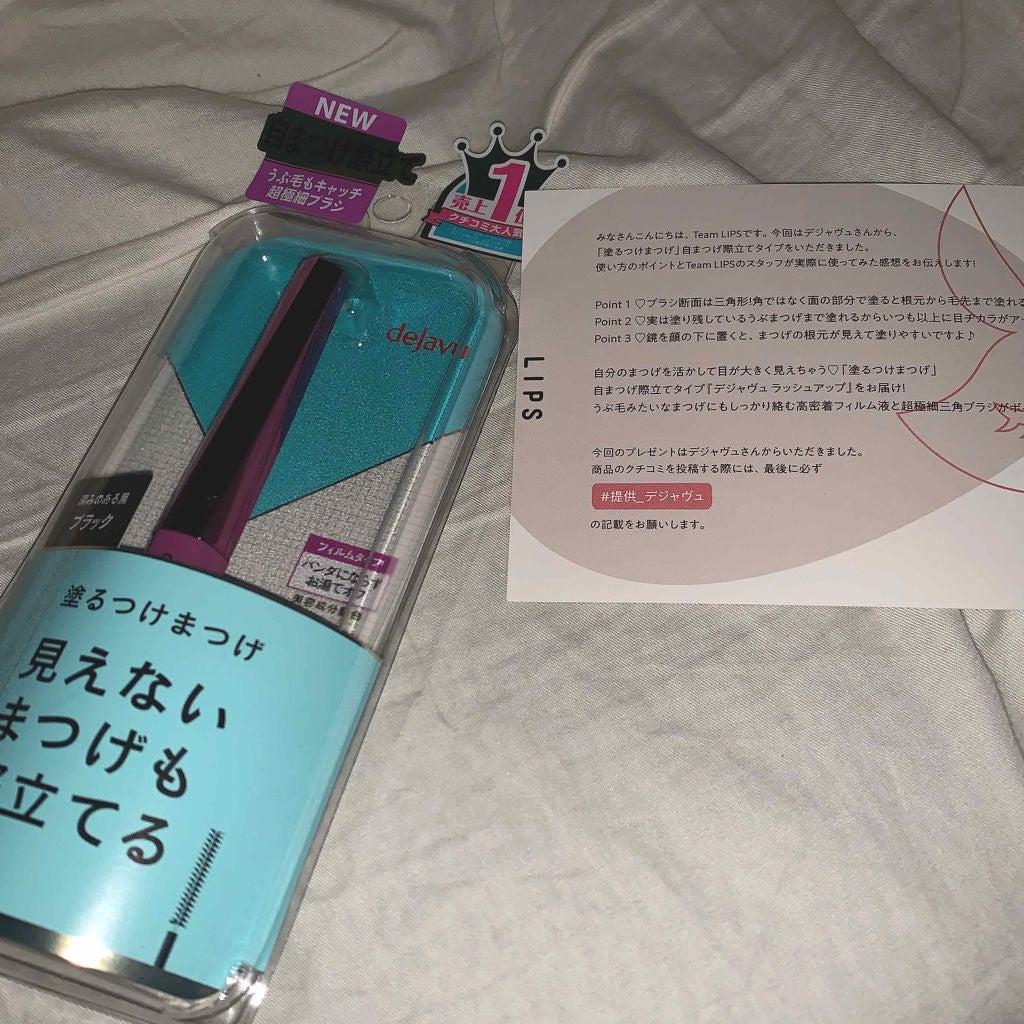 NEW
自まつげ際立て
うぶ毛もキャッチ
超極細ブラシ
売上1位
クチコミ大人気
dejavu
深みのある黒
ブラック
フィルムタイプ
パンダにならず
お湯でオフ
美容成分配合
塗るつけまつげ
見えない
まつげも
際立てる
LIPS
みなさんこんにちは、Team LIPSです。今回はデジャヴュさんから、
「塗るつけまつげ」自まつげ際立てタイプをいただきました。
使い方のポイントとTeam LIPSのスタッフが実際に使ってみた感想をお伝えします!
Point 1 ♡ブラシ断面は三角形!角ではなく面の部分で塗ると根元から毛先まで塗れる
Point 2 ♡実は塗り残しているうぶまつげまで塗れるからいつも以上に目ヂカラがアッ
Point 3 ♡鏡を顔の下に置くと、まつげの根元が見えて塗りやすいですよ♪
自分のまつげを活かして目が大きく見えちゃう♡「塗るつけまつげ」
自まつげ際立てタイプ『デジャヴュ ラッシュアップ』をお届け!
うぶ毛みたいなまつげにもしっかり絡む高密着フィルム液と超極細三角ブラシがポ
今回のプレゼントはデジャヴュさんからいただきました。
商品のクチコミを投稿する際には、最後に必ず
#提供_デジャヴュ
の記載をお願いします。